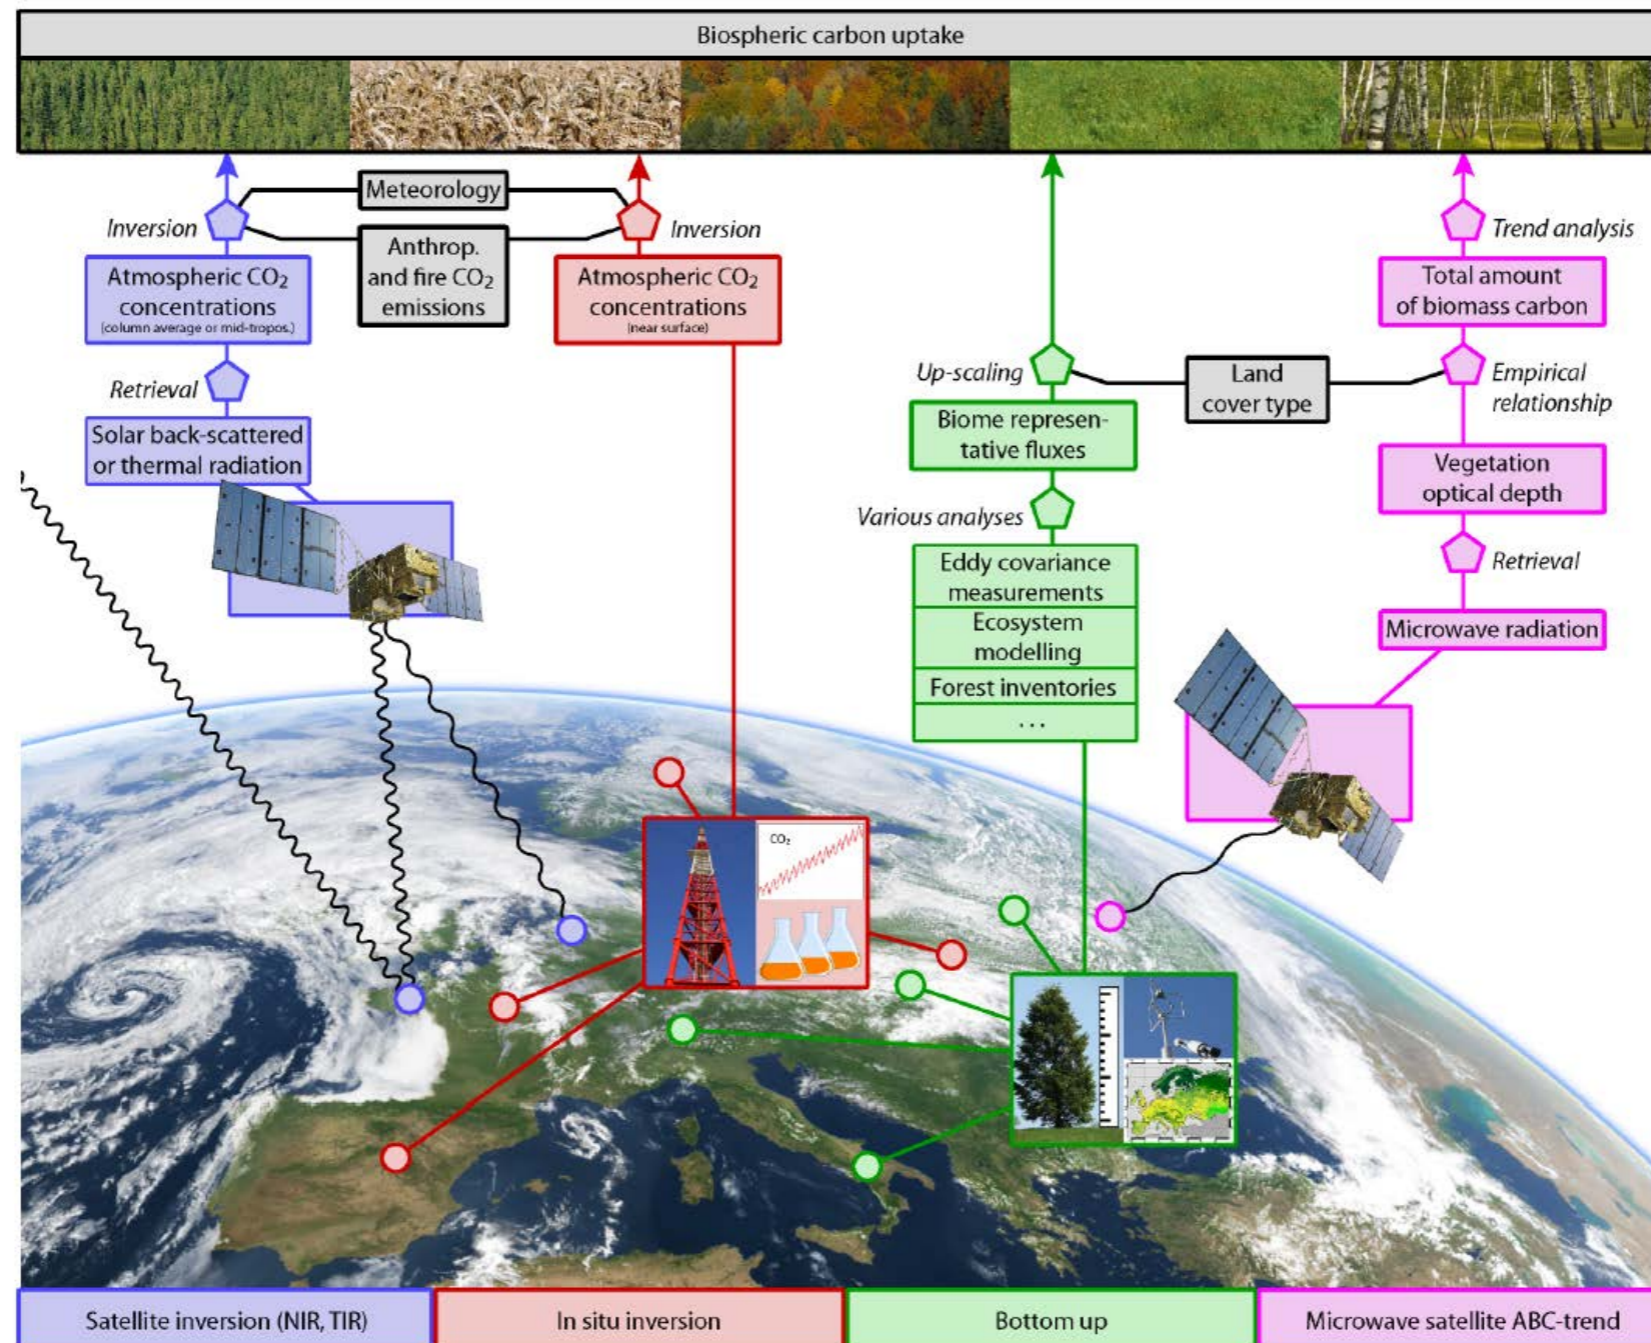 Biospheric carbon uptake
Meteorology
Inversion
Inversion
Trend analysis
Atmospheric CO₂
concentrations
(column average or mid-tropos.)
Anthrop.
and fire CO₂
emissions
Atmospheric CO₂
concentrations
(near surface)
Total amount
of biomass carbon
Retrieval
Up-scaling
Land
cover type
Empirical
relationship
Solar back-scattered
or thermal radiation
Biome represen-
tative fluxes
Vegetation
optical depth
Various analyses
Retrieval
Eddy covariance
measurements
Ecosystem
modelling
Forest inventories
...
Microwave radiation
CO₂
Satellite inversion (NIR, TIR)
In situ inversion
Bottom up
Microwave satellite ABC-trend